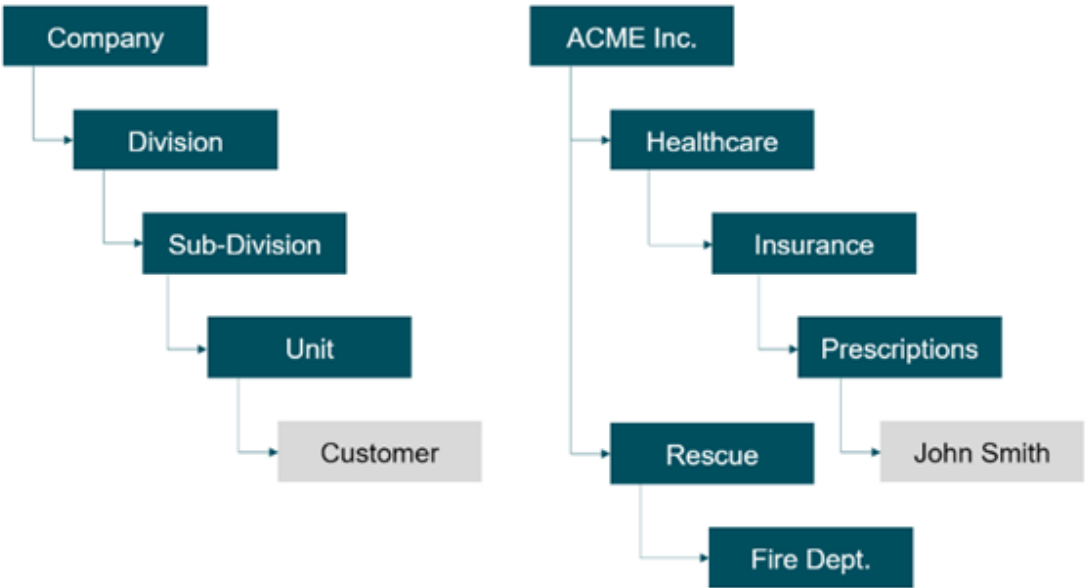 Company
Division
Sub-Division
Unit
Customer
ACME Inc.
Healthcare
Insurance
Prescriptions
John Smith
Rescue
Fire Dept.